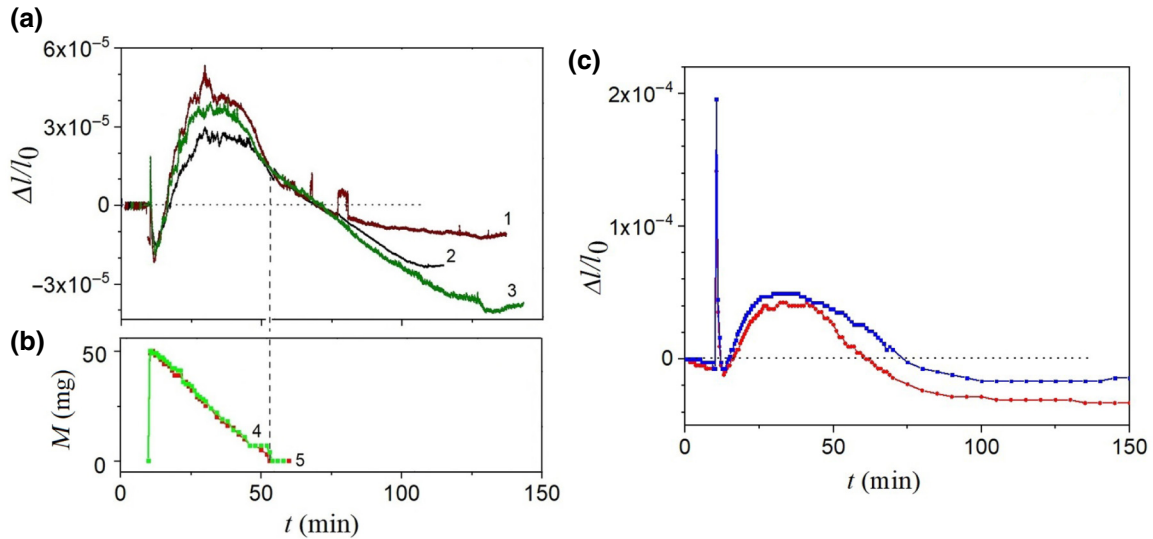 (a)
6x10⁻⁵
3x10⁻⁵
0
−3x10⁻⁵
Δl/l₀
1
2
3
(b)
50
0
M (mg)
4
5
0
50
100
150
t (min)
(c)
2x10⁻⁴
1x10⁻⁴
0
Δl/l₀
0
50
100
150
t (min)